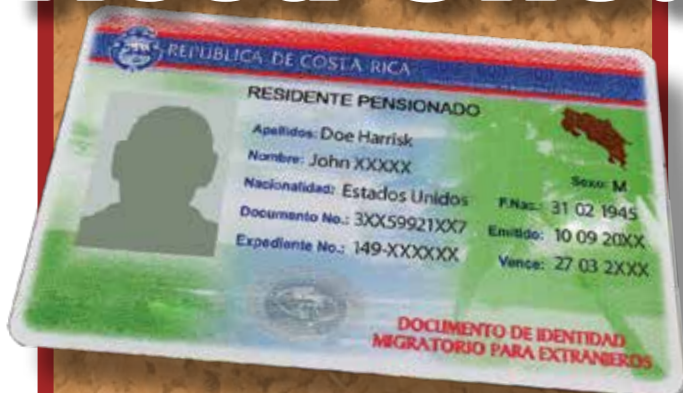 REPÚBLICA DE COSTA RICA
RESIDENTE PENSIONADO
Apellidos: Doe Harrisk
Nombre: John XXXXX
Sexo: M
Nacionalidad: Estados Unidos
F.Nac.: 31 02 1945
Documento No.: 3XX59921XX7
Emitido: 10 09 20XX
Expediente No.: 149-XXXXXX
Vence: 27 03 2XXX
DOCUMENTO DE IDENTIDAD
MIGRATORIO PARA EXTRANJEROS